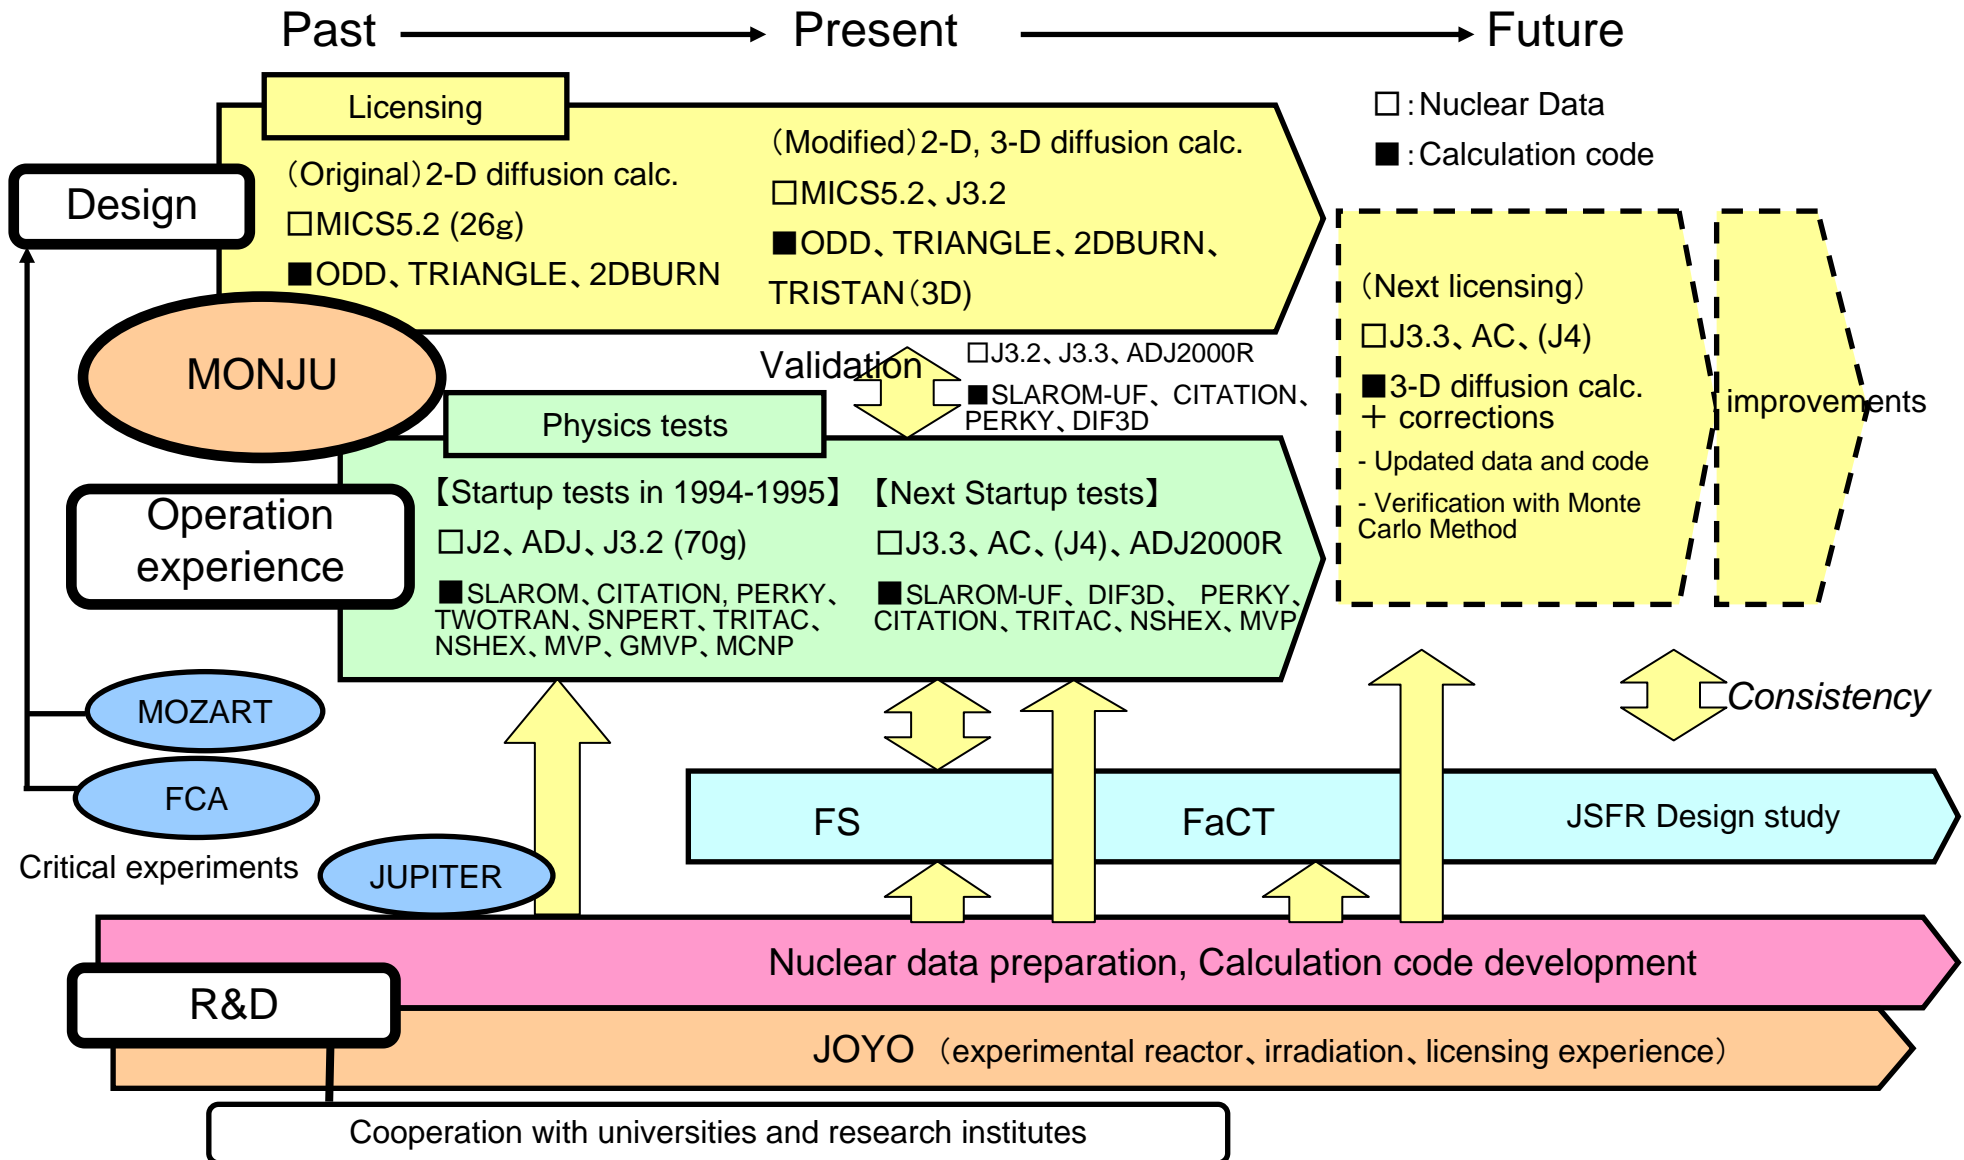 Past
Present
Future
Licensing
□：Nuclear Data
■：Calculation code
Design
（Original）2-D diffusion calc.
□MICS5.2 (26g)
■ODD、TRIANGLE、2DBURN
（Modified）2-D, 3-D diffusion calc.
□MICS5.2、J3.2
■ODD、TRIANGLE、2DBURN、
TRISTAN（3D）
（Next licensing）
□J3.3、AC、(J4)
■3-D diffusion calc.
＋ corrections
- Updated data and code
- Verification with Monte
Carlo Method
improvements
MONJU
Validation
□J3.2、J3.3、ADJ2000R
■SLAROM-UF、CITATION、
PERKY、DIF3D
Physics tests
Operation
experience
【Startup tests in 1994-1995】
□J2、ADJ、J3.2 (70g)
■SLAROM、CITATION, PERKY、
TWOTRAN、SNPERT、TRITAC、
NSHEX、MVP、GMVP、MCNP
【Next Startup tests】
□J3.3、AC、(J4)、ADJ2000R
■SLAROM-UF、DIF3D、PERKY、
CITATION、TRITAC、NSHEX、MVP
MOZART
FCA
Critical experiments
JUPITER
Consistency
FS
FaCT
JSFR Design study
Nuclear data preparation, Calculation code development
R&D
JOYO （experimental reactor、irradiation、licensing experience）
Cooperation with universities and research institutes